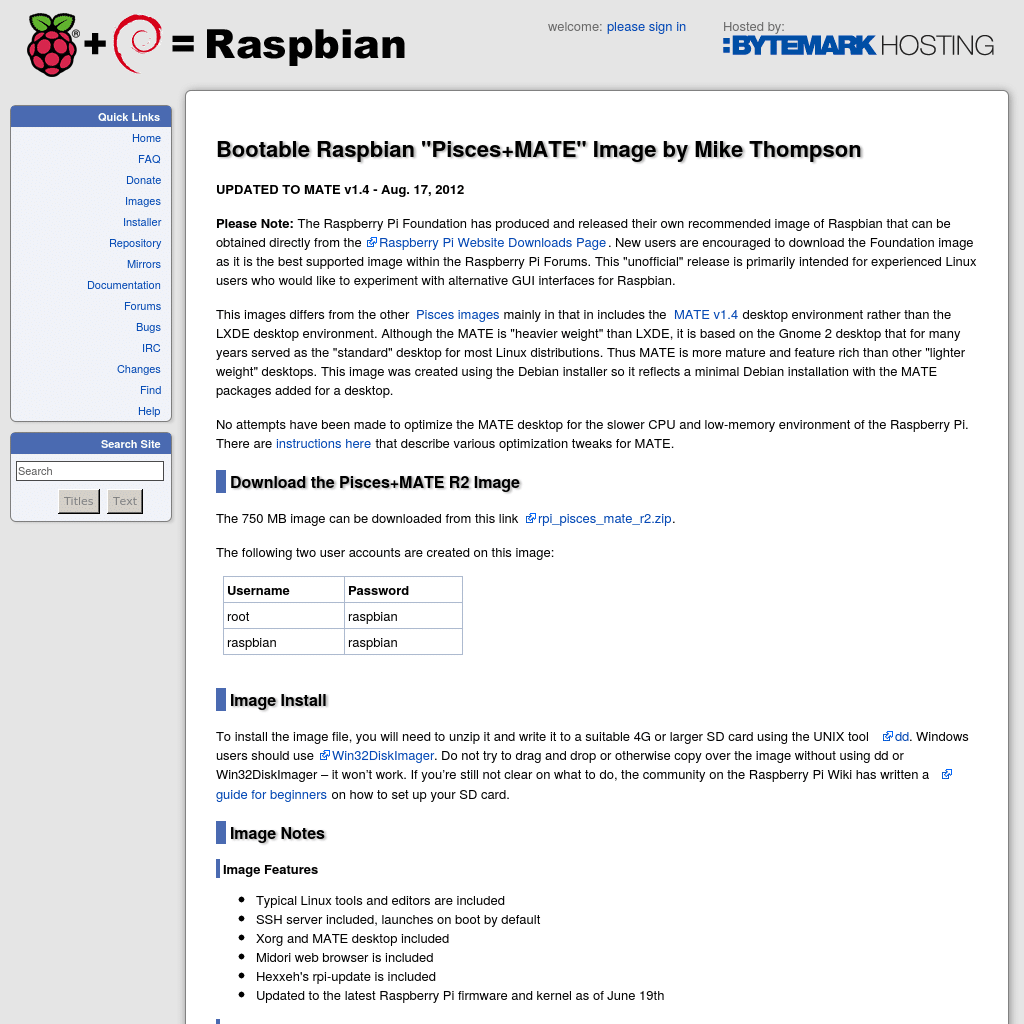 ® + = Raspbian
welcome: please sign in
Hosted by:
:BYTEMARK HOSTING
Quick Links
Home
FAQ
Donate
Images
Installer
Repository
Mirrors
Documentation
Forums
Bugs
IRC
Changes
Find
Help
Search Site
Search
Titles Text
Bootable Raspbian "Pisces+MATE" Image by Mike Thompson
UPDATED TO MATE v1.4 - Aug. 17, 2012
Please Note: The Raspberry Pi Foundation has produced and released their own recommended image of Raspbian that can be
obtained directly from the Raspberry Pi Website Downloads Page. New users are encouraged to download the Foundation image
as it is the best supported image within the Raspberry Pi Forums. This "unofficial" release is primarily intended for experienced Linux
users who would like to experiment with alternative GUI interfaces for Raspbian.
This images differs from the other Pisces images mainly in that in includes the MATE v1.4 desktop environment rather than the
LXDE desktop environment. Although the MATE is "heavier weight" than LXDE, it is based on the Gnome 2 desktop that for many
years served as the "standard" desktop for most Linux distributions. Thus MATE is more mature and feature rich than other "lighter
weight" desktops. This image was created using the Debian installer so it reflects a minimal Debian installation with the MATE
packages added for a desktop.
No attempts have been made to optimize the MATE desktop for the slower CPU and low-memory environment of the Raspberry Pi.
There are instructions here that describe various optimization tweaks for MATE.
Download the Pisces+MATE R2 Image
The 750 MB image can be downloaded from this link rpi_pisces_mate_r2.zip.
The following two user accounts are created on this image:
Username Password
root raspbian
raspbian raspbian
Image Install
To install the image file, you will need to unzip it and write it to a suitable 4G or larger SD card using the UNIX tool dd. Windows
users should use Win32DiskImager. Do not try to drag and drop or otherwise copy over the image without using dd or
Win32DiskImager – it won’t work. If you’re still not clear on what to do, the community on the Raspberry Pi Wiki has written a
guide for beginners on how to set up your SD card.
Image Notes
Image Features
• Typical Linux tools and editors are included
• SSH server included, launches on boot by default
• Xorg and MATE desktop included
• Midori web browser is included
• Hexxeh's rpi-update is included
• Updated to the latest Raspberry Pi firmware and kernel as of June 19th